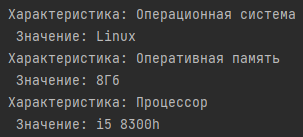 Характеристика: Операционная система
Значение: Linux
Характеристика: Оперативная память
Значение: 8Гб
Характеристика: Процессор
Значение: i5 8300h